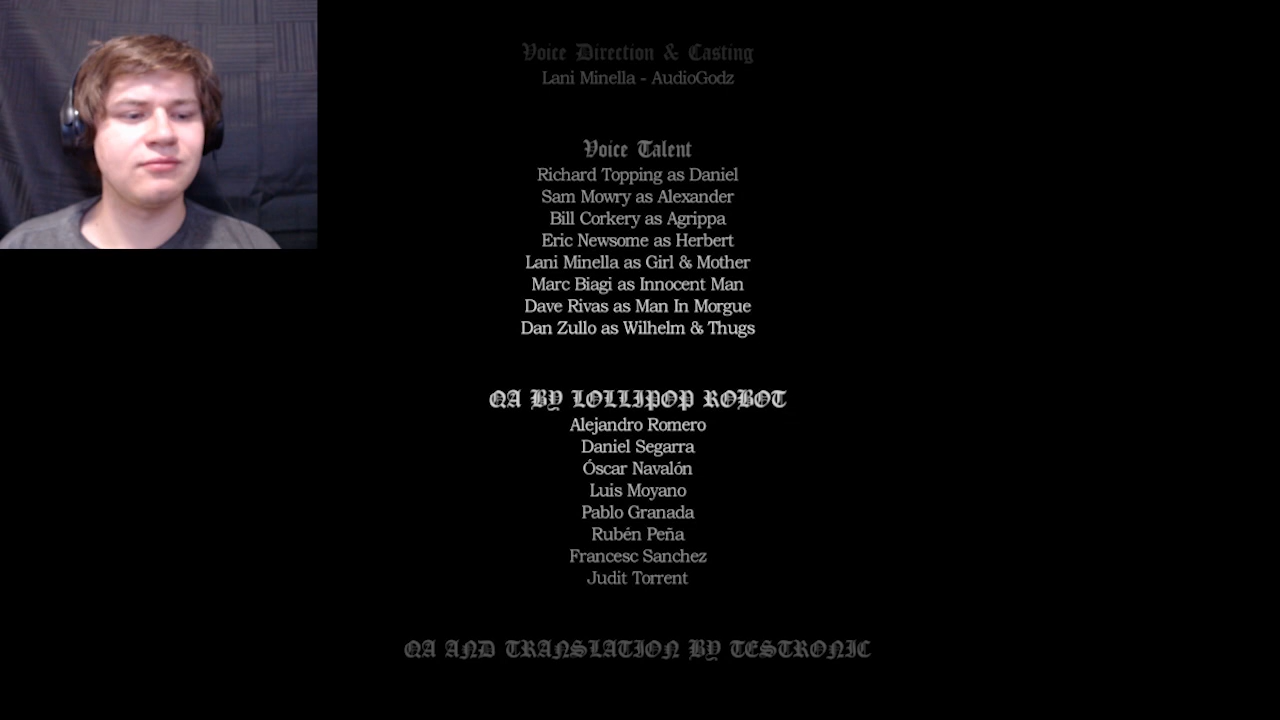 Voice Direction & Casting
Lani Minella - AudioGodz
Voice Talent
Richard Topping as Daniel
Sam Mowry as Alexander
Bill Corkery as Agrippa
Eric Newsome as Herbert
Lani Minella as Girl & Mother
Marc Biagi as Innocent Man
Dave Rivas as Man In Morgue
Dan Zullo as Wilhelm & Thugs
QA BY LOLLIPOP ROBOT
Alejandro Romero
Daniel Segarra
Óscar Navalón
Luis Moyano
Pablo Granada
Rubén Peña
Francesc Sanchez
Judit Torrent
QA AND TRANSLATION BY TESTRONIC